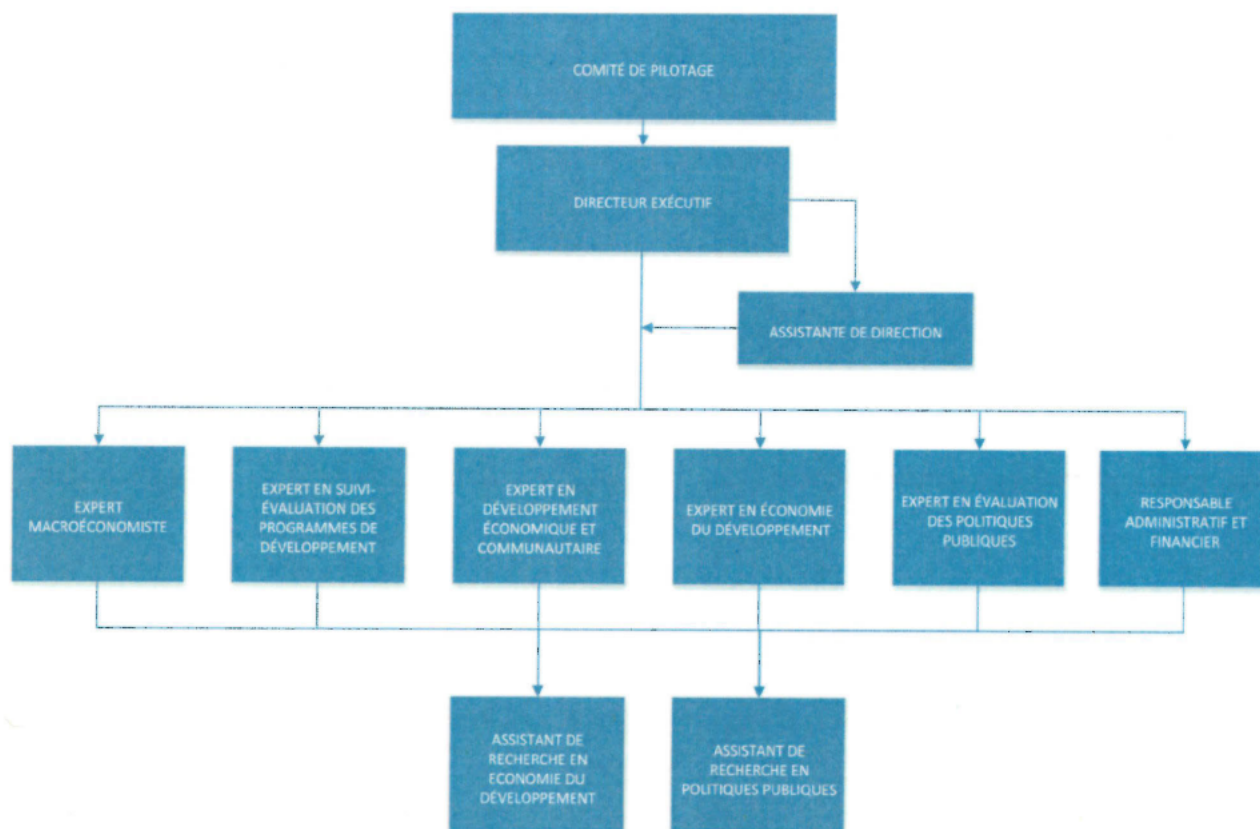 COMITÉ DE PILOTAGE
DIRECTEUR EXÉCUTIF
ASSISTANTE DE DIRECTION
EXPERT
MACROÉCONOMISTE
EXPERT EN SUIVI-
ÉVALUATION DES
PROGRAMMES DE
DÉVELOPPEMENT
EXPERT EN
DÉVELOPPEMENT
ÉCONOMIQUE ET
COMMUNAUTAIRE
EXPERT EN ÉCONOMIE
DU DÉVELOPPEMENT
EXPERT EN ÉVALUATION
DES POLITIQUES
PUBLIQUES
RESPONSABLE
ADMINISTRATIF ET
FINANCIER
ASSISTANT DE
RECHERCHE EN
ECONOMIE DU
DÉVELOPPEMENT
ASSISTANT DE
RECHERCHE EN
POLITIQUES PUBLIQUES